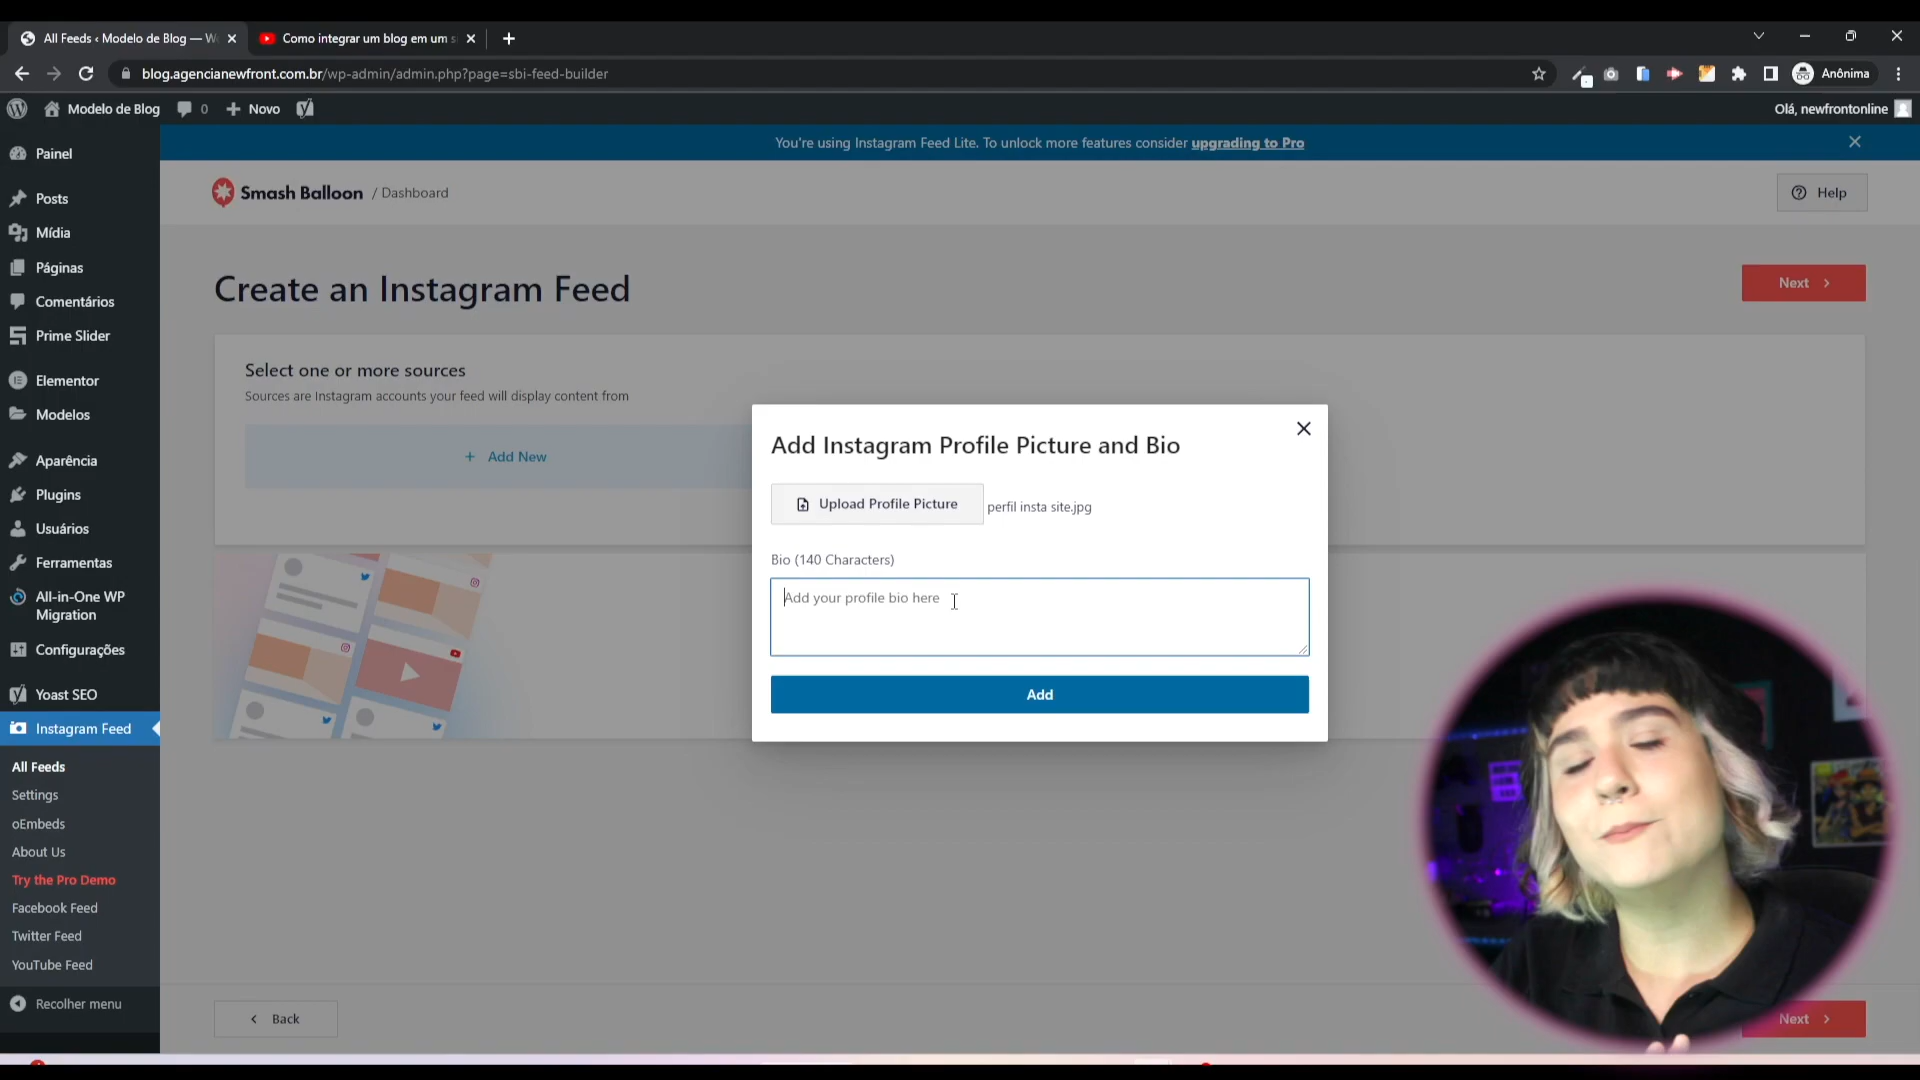 All Feeds ‹ Modelo de Blog — W
Como integrar um blog em um s
blog.agencianewfront.com.br/wp-admin/admin.php?page=sbi-feed-builder
Anônima
Modelo de Blog
0
Novo
Olá, newfrontonline
You're using Instagram Feed Lite. To unlock more features consider upgrading to Pro
Painel
Posts
Mídia
Páginas
Comentários
Prime Slider
Elementor
Modelos
Aparência
Plugins
Usuários
Ferramentas
All-in-One WP
Migration
Configurações
Yoast SEO
Instagram Feed
All Feeds
Settings
oEmbeds
About Us
Try the Pro Demo
Facebook Feed
Twitter Feed
YouTube Feed
Recolher menu
Smash Balloon / Dashboard
Help
Create an Instagram Feed
Next
Select one or more sources
Sources are Instagram accounts your feed will display content from
Add New
Add Instagram Profile Picture and Bio
Upload Profile Picture
perfil insta site.jpg
Bio (140 Characters)
Add your profile bio here
Add
Back
Next